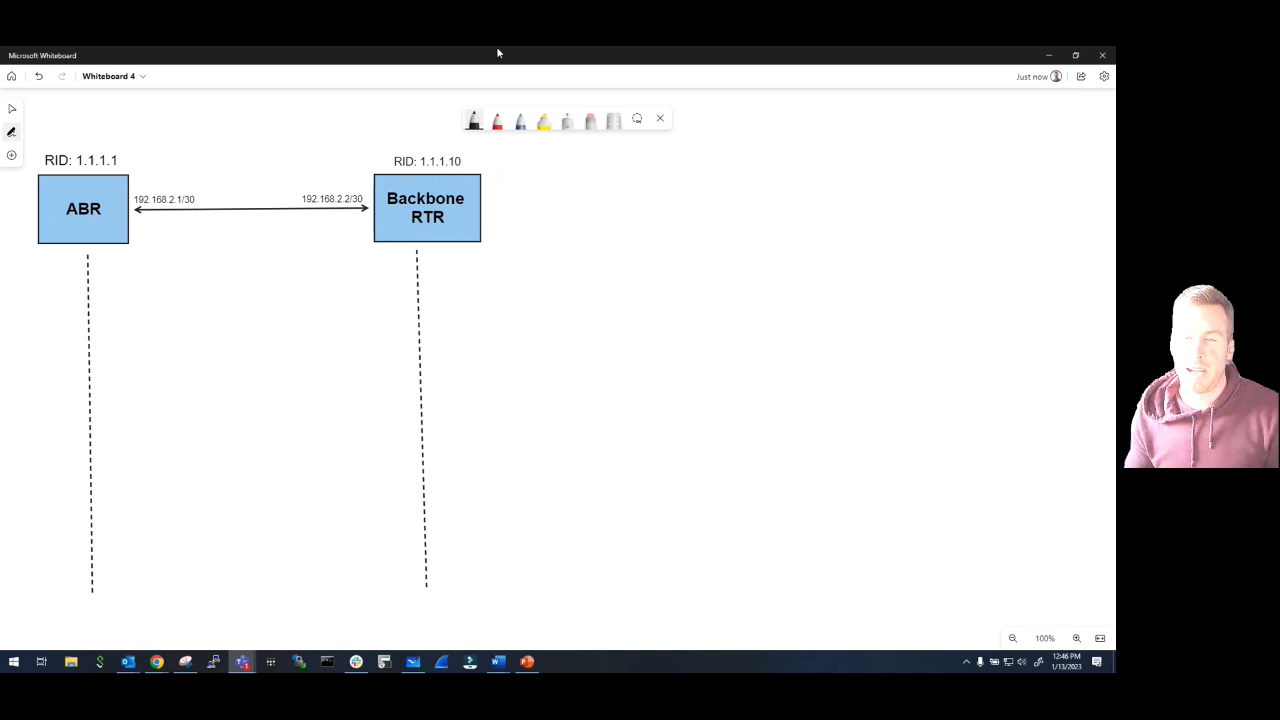 Microsoft Whiteboard
Whiteboard 4
Just now
RID: 1.1.1.1
RID: 1.1.1.10
ABR
192.168.2.1/30
192.168.2.2/30
Backbone
RTR
100%
12:46 PM
1/13/2023